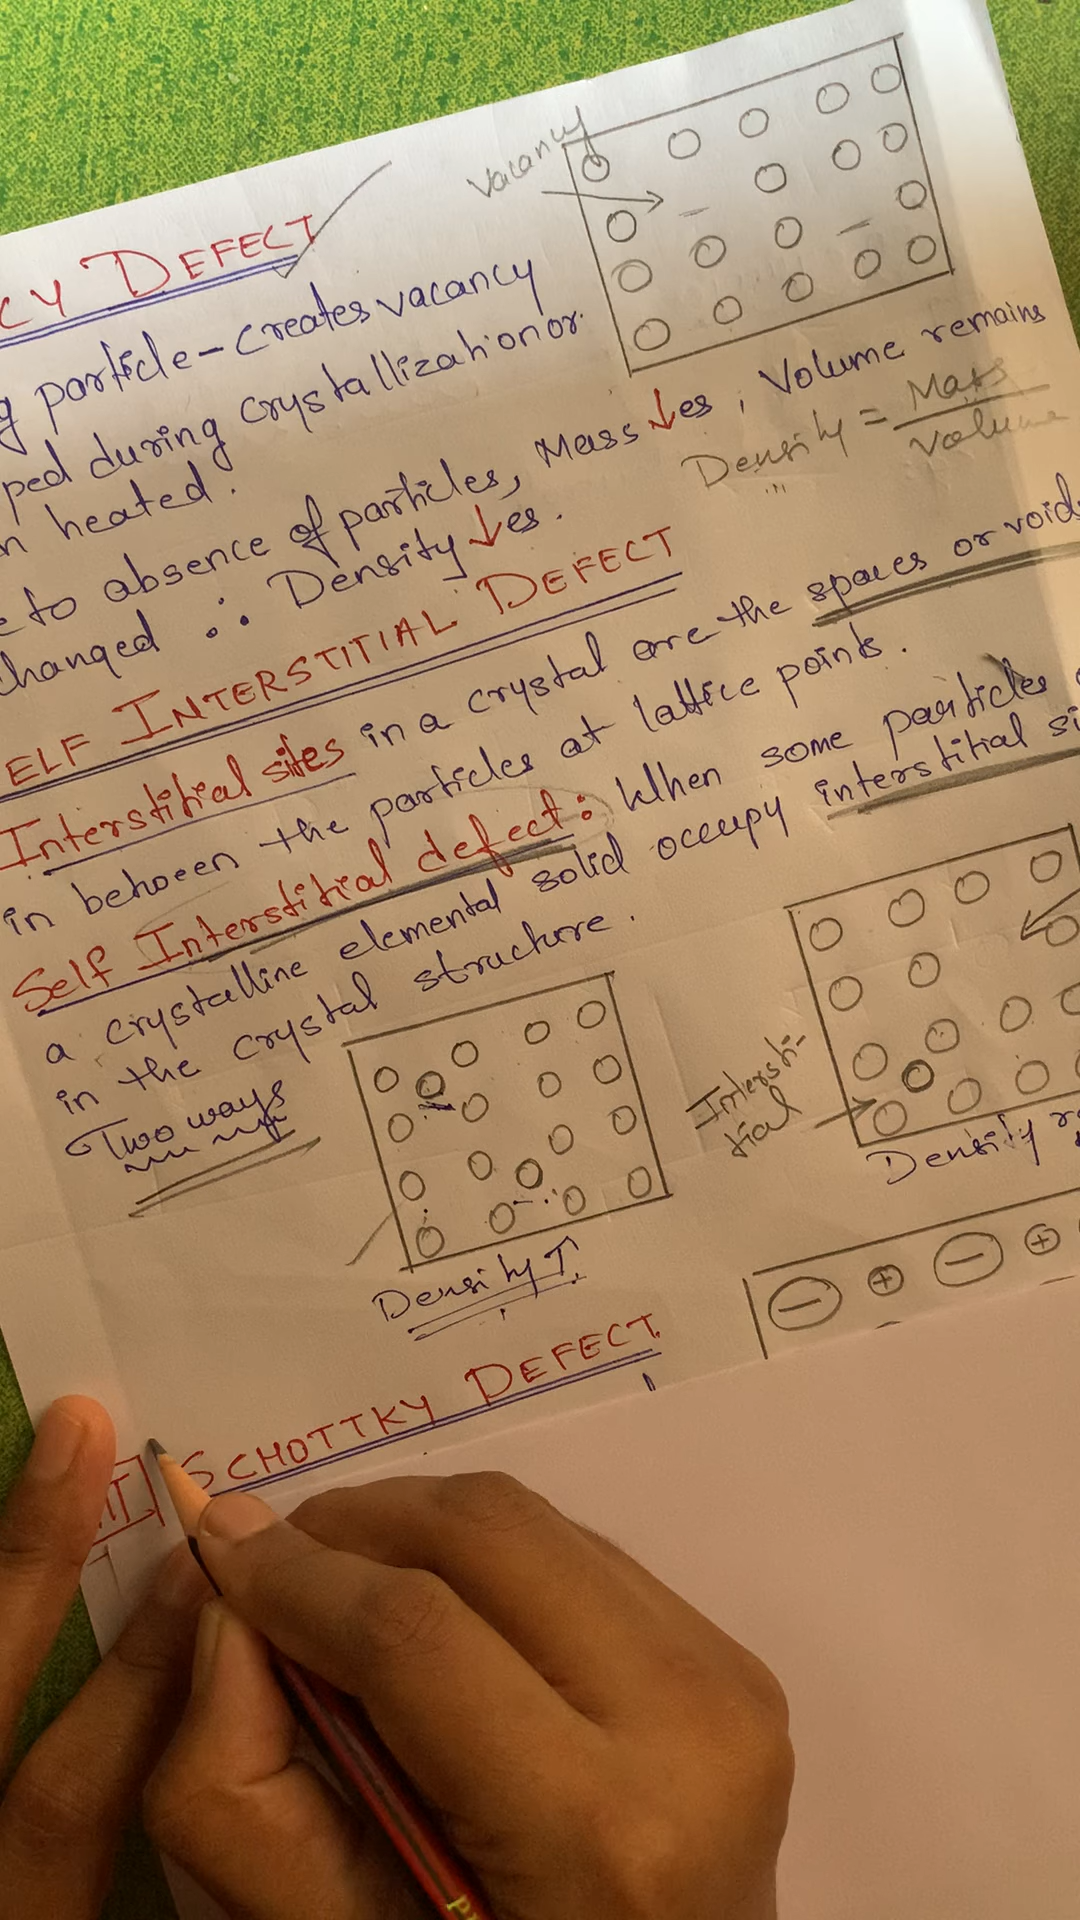 Vacancy
CY DEFECT
g particle - creates vacancy
ped during crystallization or
n heated.
e to absence of particles, Mass ↓es, Volume remains
changed ∴ Density ↓es.
Density = Mass
Volume
ELF INTERSTITIAL DEFECT
Interstitial sites in a crystal are the spaces or voids
in between the particles at lattice points.
Self Interstitial defect: When some particles
a crystalline elemental solid occupy interstitial si
in the crystal structure.
Two ways
Intersti-
tial
Density ↑.
Density re
− + − +
SCHOTTKY DEFECT